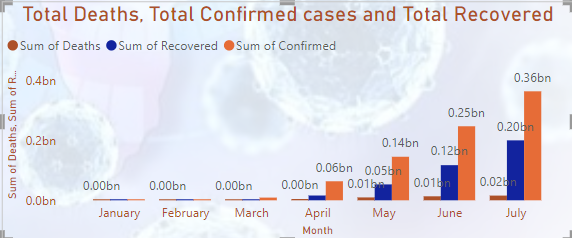 Total Deaths, Total Confirmed cases and Total Recovered
Sum of Deaths Sum of Recovered Sum of Confirmed
Sum of Deaths, Sum of R...
0.4bn
0.2bn
0.0bn
0.00bn 0.00bn 0.00bn 0.00bn 0.06bn 0.01bn 0.05bn 0.14bn 0.01bn 0.12bn 0.25bn 0.02bn 0.20bn 0.36bn
January February March April May June July
Month